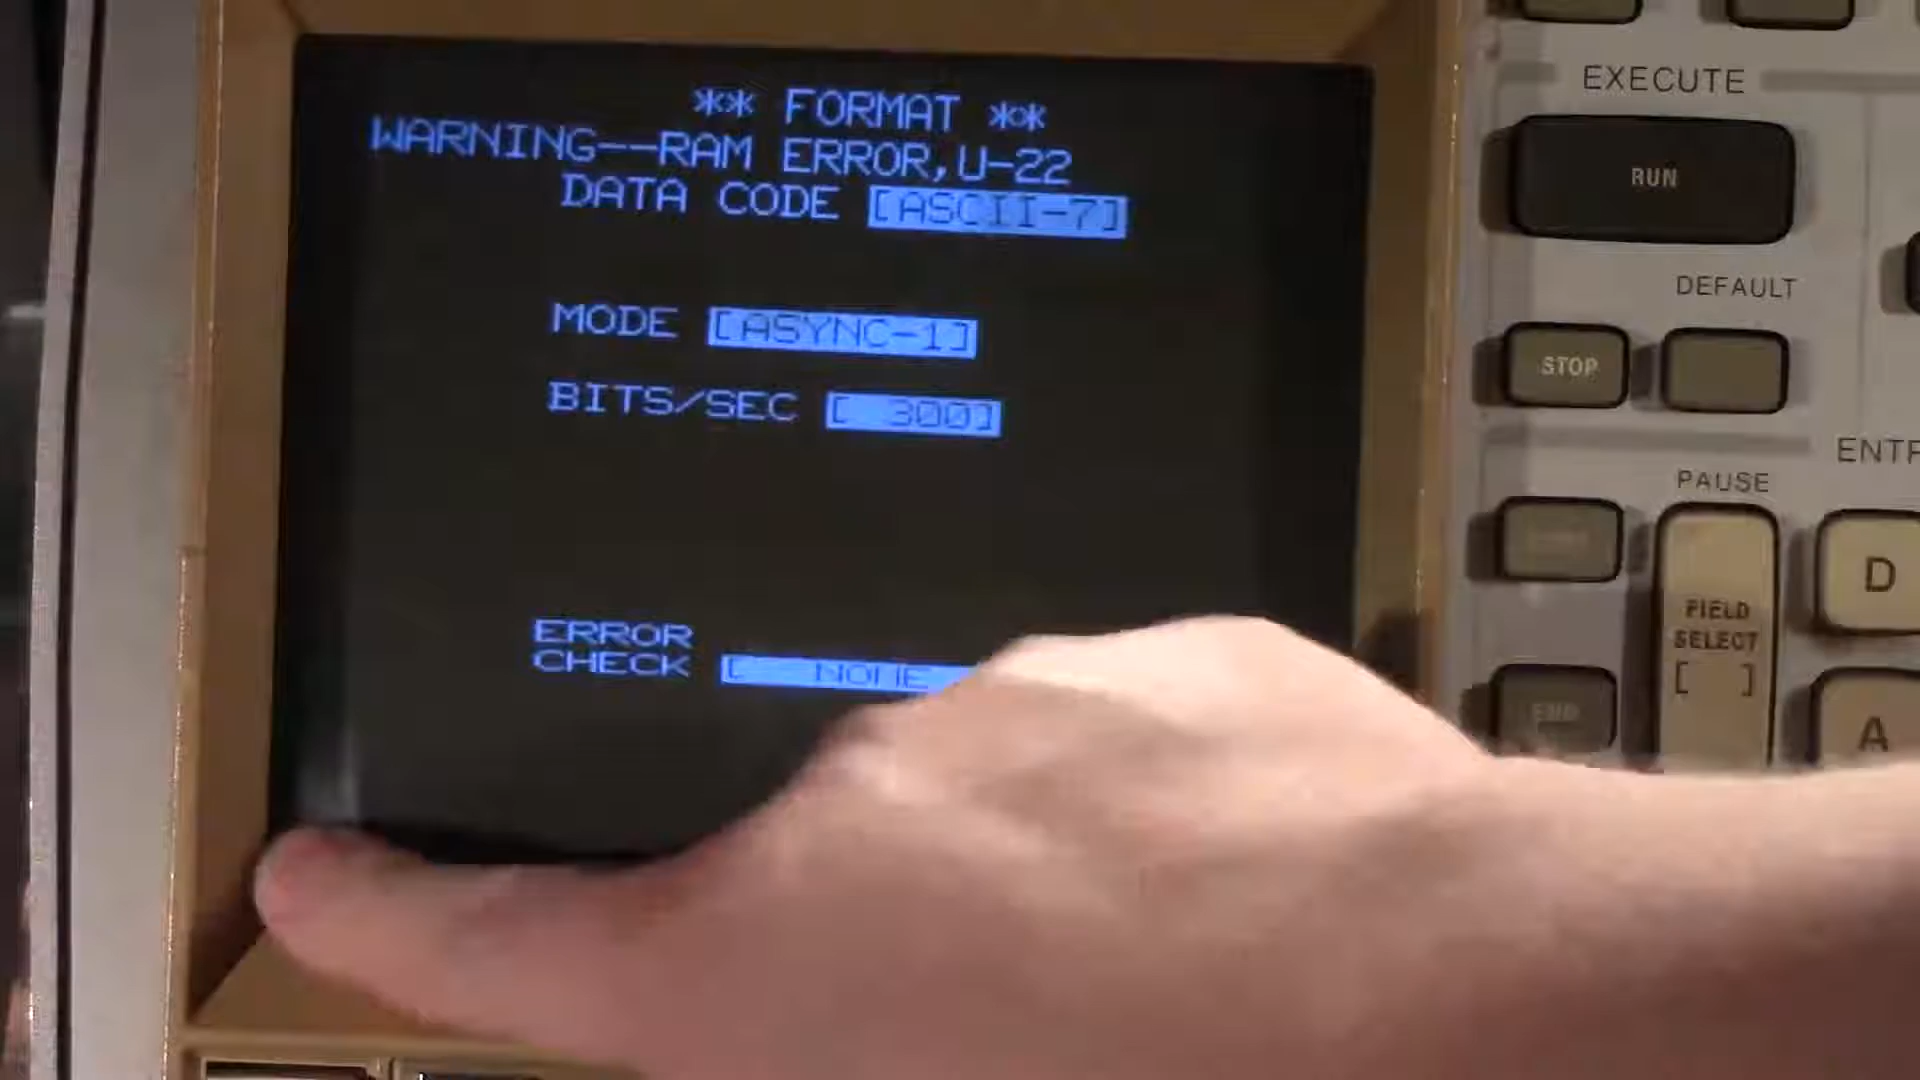 ** FORMAT **
WARNING--RAM ERROR,U-22
DATA CODE [ASCII-7]
MODE [ASYNC-1]
BITS/SEC [ 300]
ERROR
CHECK [ NONE
EXECUTE
RUN
DEFAULT
STOP
PAUSE
FIELD
SELECT
[ ]
END
D
A